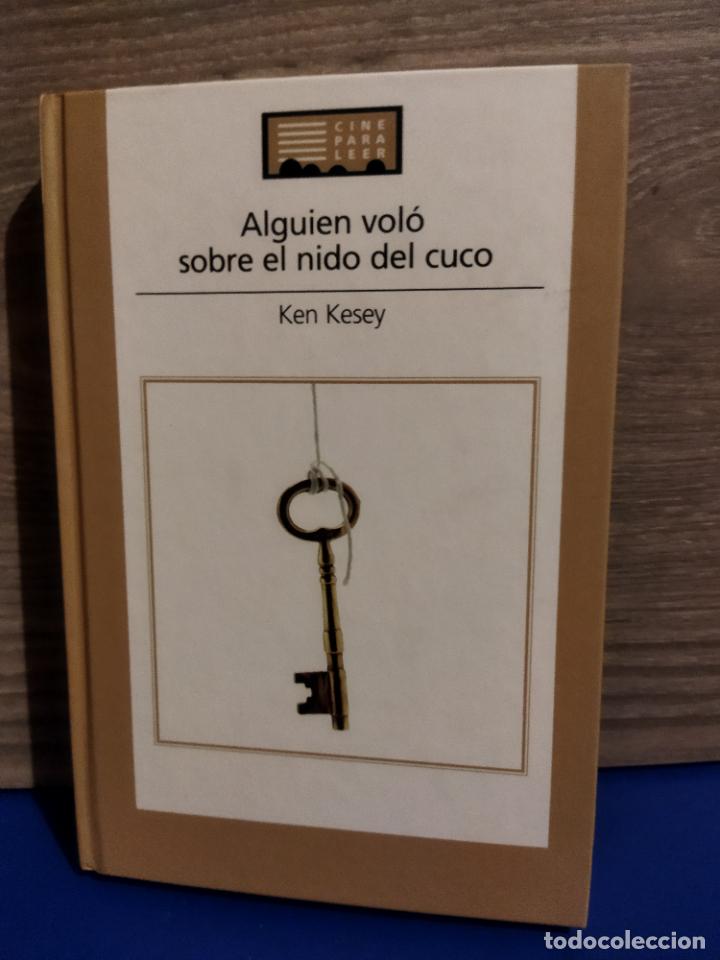 CINE
PARA
LEER
Alguien voló
sobre el nido del cuco
Ken Kesey
todocoleccion